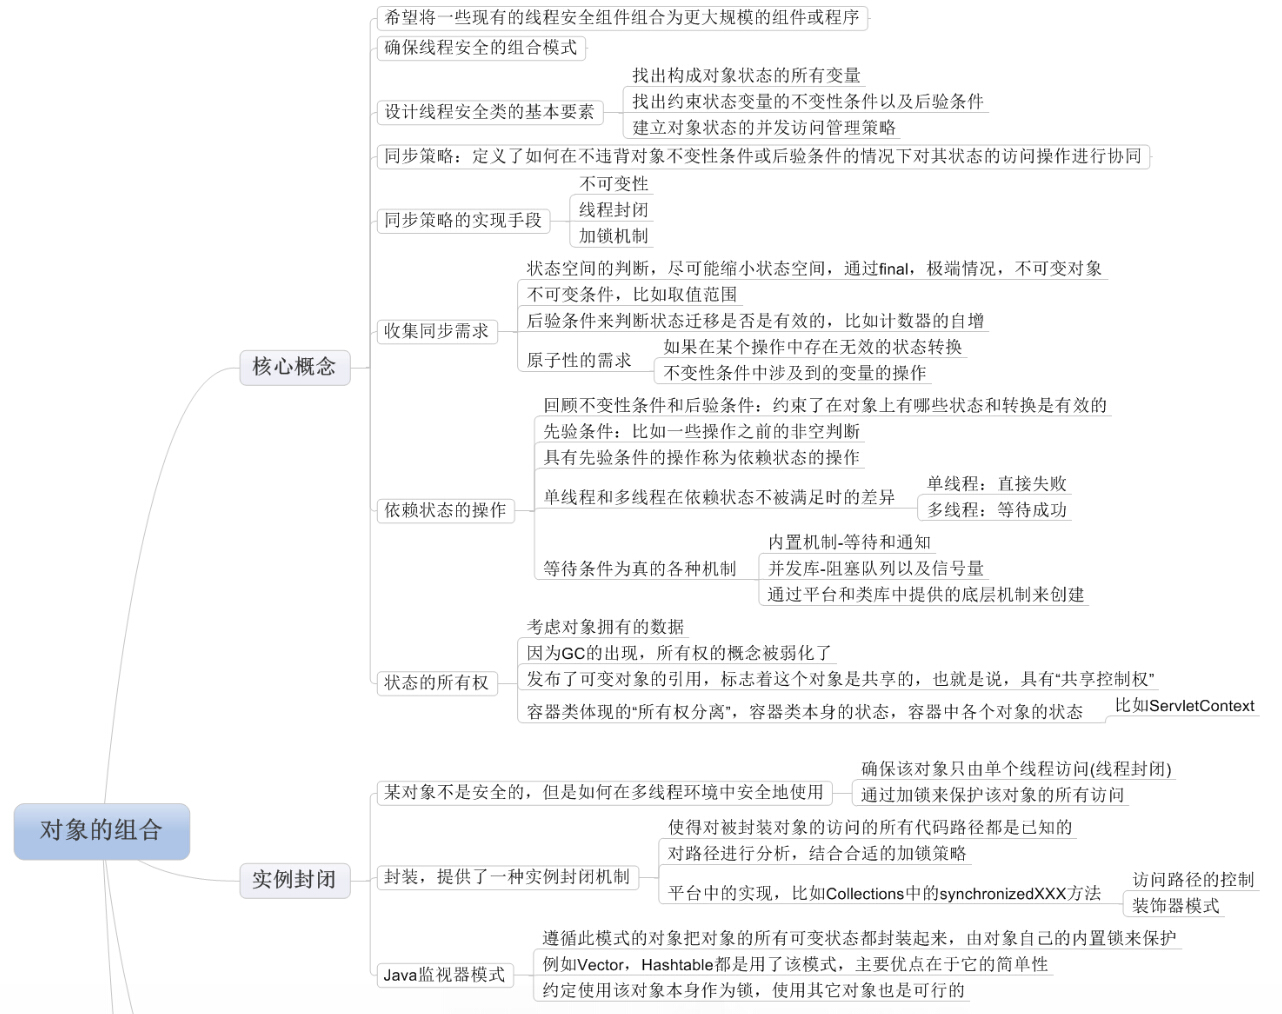 希望将一些现有的线程安全组件组合为更大规模的组件或程序
确保线程安全的组合模式
设计线程安全类的基本要素
找出构成对象状态的所有变量
找出约束状态变量的不变性条件以及后验条件
建立对象状态的并发访问管理策略
同步策略：定义了如何在不违背对象不变性条件或后验条件的情况下对其状态的访问操作进行协同
同步策略的实现手段
不可变性
线程封闭
加锁机制
收集同步需求
状态空间的判断，尽可能缩小状态空间，通过final，极端情况，不可变对象
不可变条件，比如取值范围
后验条件来判断状态迁移是否是有效的，比如计数器的自增
原子性的需求
如果在某个操作中存在无效的状态转换
不变性条件中涉及到的变量的操作
核心概念
依赖状态的操作
回顾不变性条件和后验条件：约束了在对象上有哪些状态和转换是有效的
先验条件：比如一些操作之前的非空判断
具有先验条件的操作称为依赖状态的操作
单线程和多线程在依赖状态不被满足时的差异
单线程：直接失败
多线程：等待成功
等待条件为真的各种机制
内置机制-等待和通知
并发库-阻塞队列以及信号量
通过平台和类库中提供的底层机制来创建
状态的所有权
考虑对象拥有的数据
因为GC的出现，所有权的概念被弱化了
发布了可变对象的引用，标志着这个对象是共享的，也就是说，具有“共享控制权”
容器类体现的“所有权分离”，容器类本身的状态，容器中各个对象的状态
比如ServletContext
对象的组合
实例封闭
某对象不是安全的，但是如何在多线程环境中安全地使用
确保该对象只由单个线程访问(线程封闭)
通过加锁来保护该对象的所有访问
封装，提供了一种实例封闭机制
使得对被封装对象的访问的所有代码路径都是已知的
对路径进行分析，结合合适的加锁策略
平台中的实现，比如Collections中的synchronizedXXX方法
访问路径的控制
装饰器模式
Java监视器模式
遵循此模式的对象把对象的所有可变状态都封装起来，由对象自己的内置锁来保护
例如Vector，Hashtable都是用了该模式，主要优点在于它的简单性
约定使用该对象本身作为锁，使用其它对象也是可行的